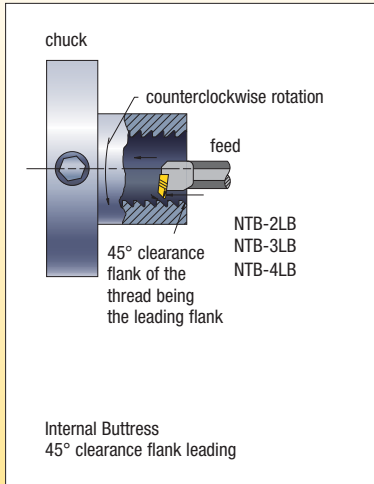 chuck
counterclockwise rotation
feed
NTB-2LB
NTB-3LB
NTB-4LB
45° clearance
flank of the
thread being
the leading flank
Internal Buttress
45° clearance flank leading